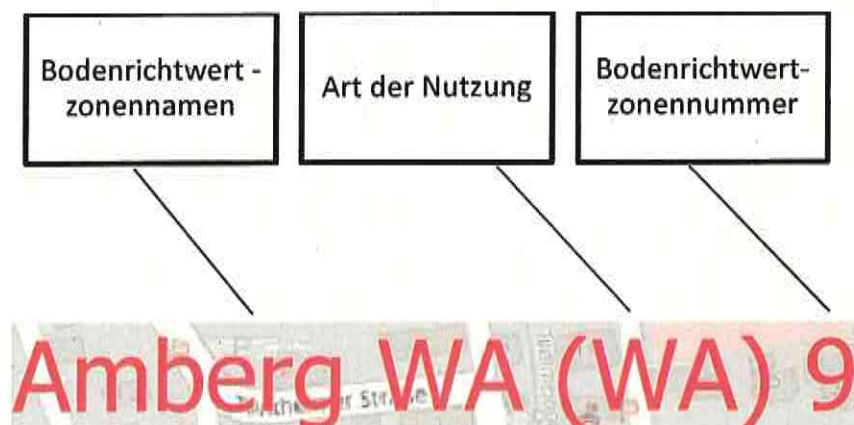 Bodenrichtwert -
zonennamen
Art der Nutzung
Bodenrichtwert-
zonennummer
Amberg WA (WA) 9